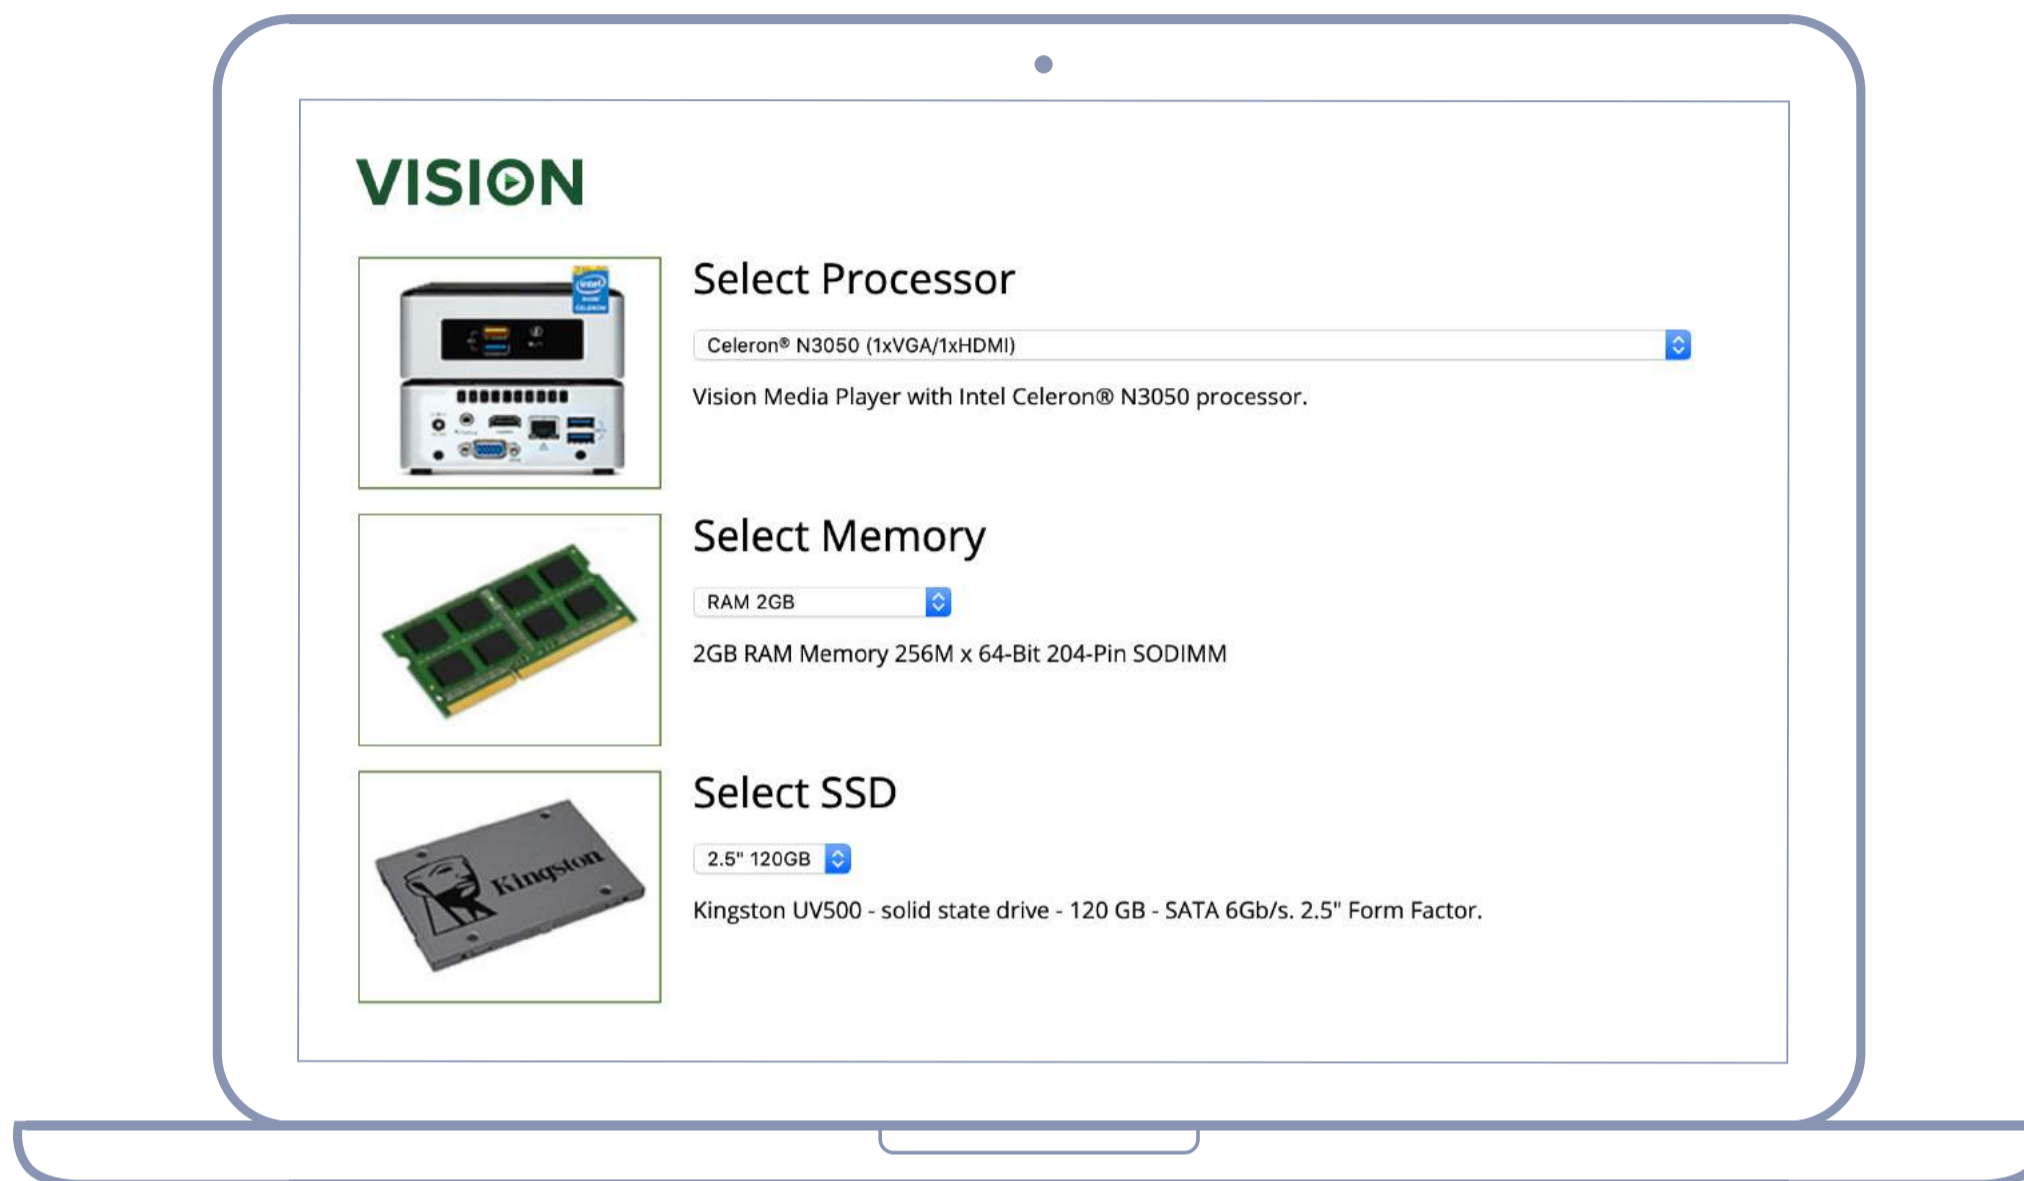 VISION
Select Processor
Celeron® N3050 (1xVGA/1xHDMI)
Vision Media Player with Intel Celeron® N3050 processor.
intel
CELERON
Select Memory
RAM 2GB
2GB RAM Memory 256M x 64-Bit 204-Pin SODIMM
Select SSD
2.5" 120GB
Kingston UV500 - solid state drive - 120 GB - SATA 6Gb/s. 2.5" Form Factor.
Kingston